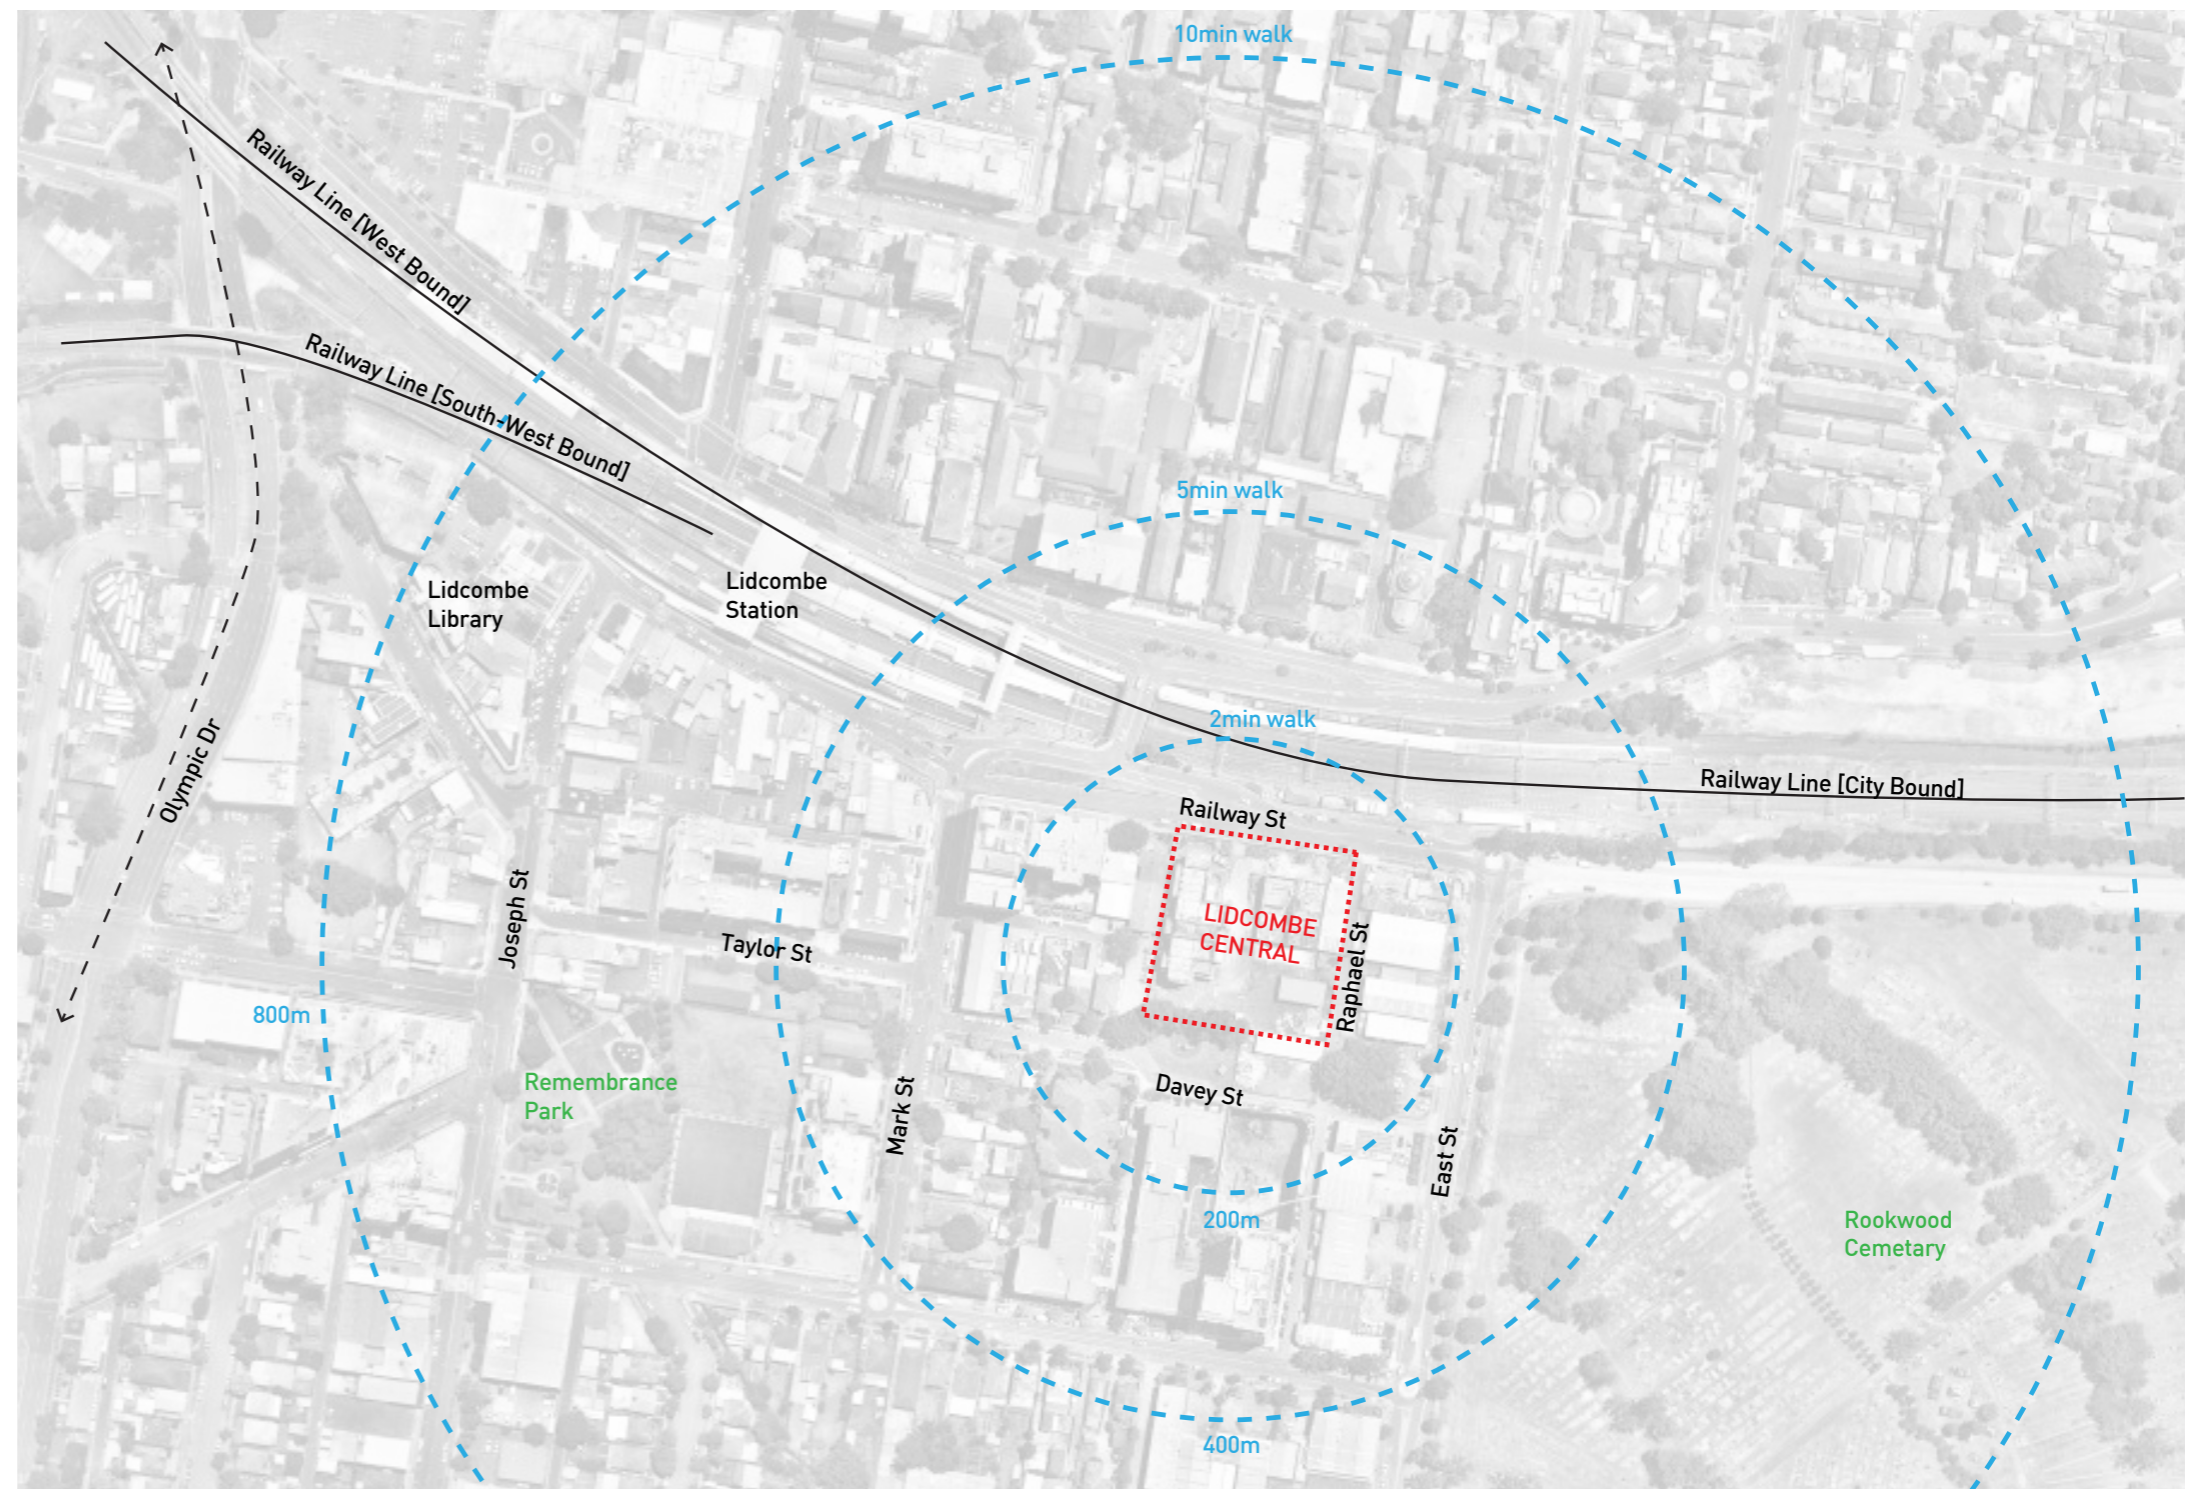 10min walk
Railway Line [West Bound]
Railway Line [South-West Bound]
5min walk
Lidcombe
Library
Lidcombe
Station
2min walk
Olympic Dr
Railway Line [City Bound]
Railway St
LIDCOMBE
CENTRAL
Joseph St
Taylor St
Raphael St
800m
Remembrance
Park
Mark St
Davey St
East St
200m
Rookwood
Cemetary
400m